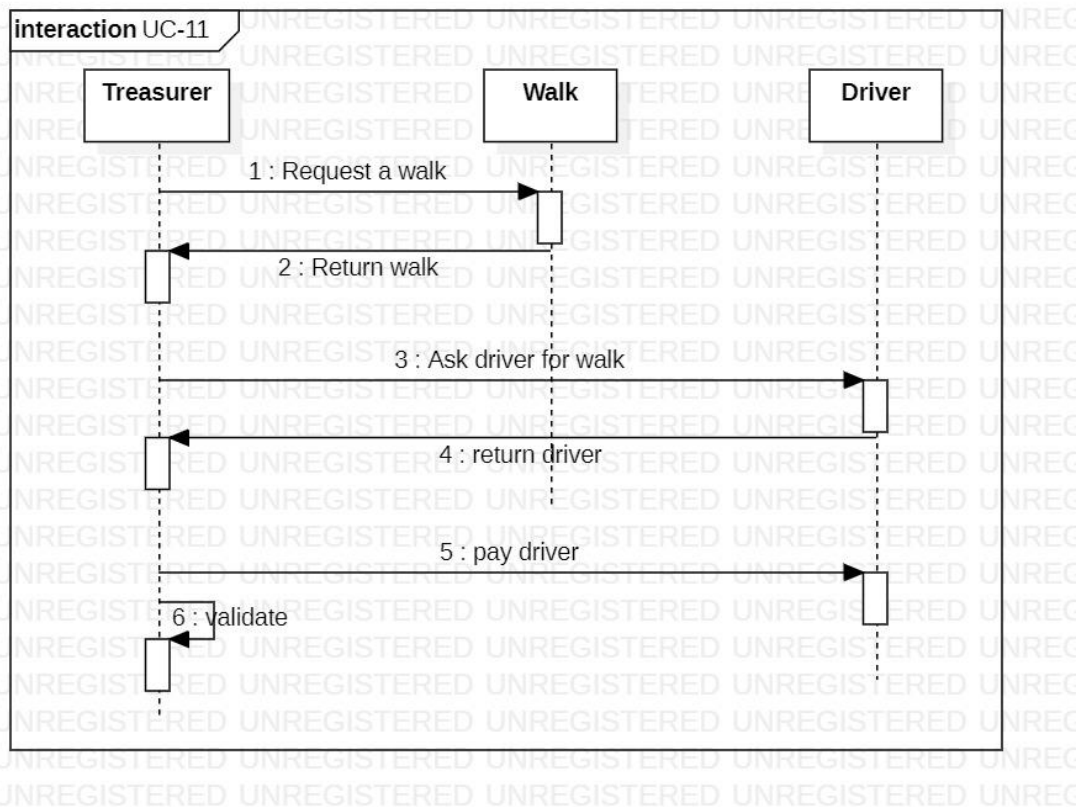 interaction UC-11
Treasurer
Walk
Driver
1 : Request a walk
2 : Return walk
3 : Ask driver for walk
4 : return driver
5 : pay driver
6 : validate
UNREGISTERED